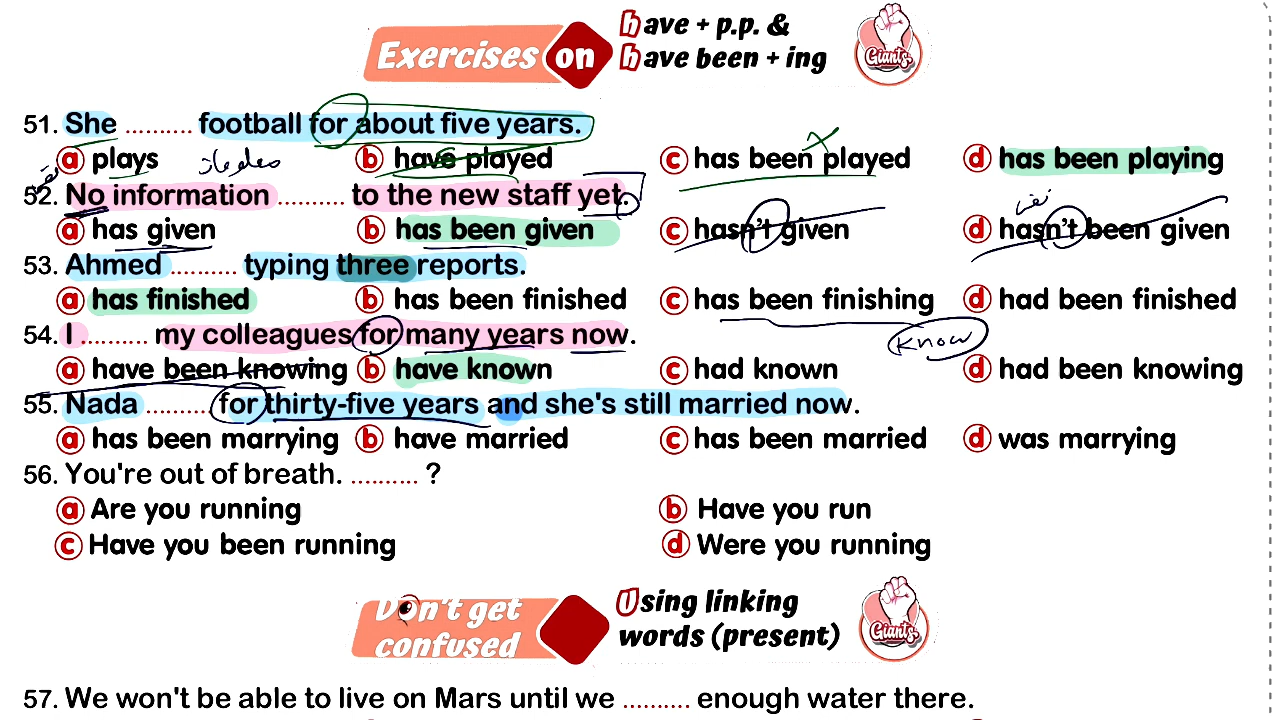 Exercises on have + p.p. &
have been + ing
Giants
51. She .......... football for about five years.
a plays b have played c has been played d has been playing
52. No information .......... to the new staff yet.
a has given b has been given c hasn't given d hasn't been given
53. Ahmed .......... typing three reports.
a has finished b has been finished c has been finishing d had been finished
54. I .......... my colleagues for many years now.
know
a have been knowing b have known c had known d had been knowing
55. Nada .......... for thirty-five years and she's still married now.
a has been marrying b have married c has been married d was marrying
56. You're out of breath. .......... ?
a Are you running b Have you run
c Have you been running d Were you running
Don't get confused
Using linking words (present)
Giants
57. We won't be able to live on Mars until we .......... enough water there.